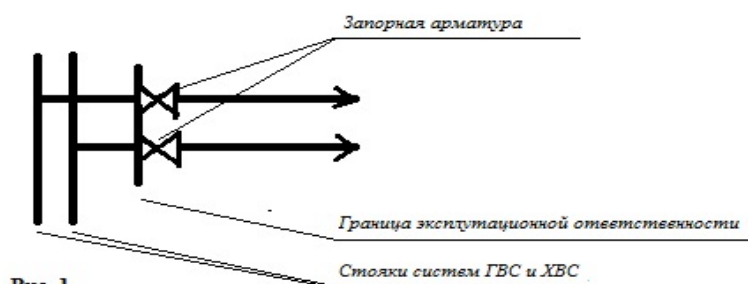 Запорная арматура
Граница эксплутационной ответственности
Стояки систем ГВС и ХВС